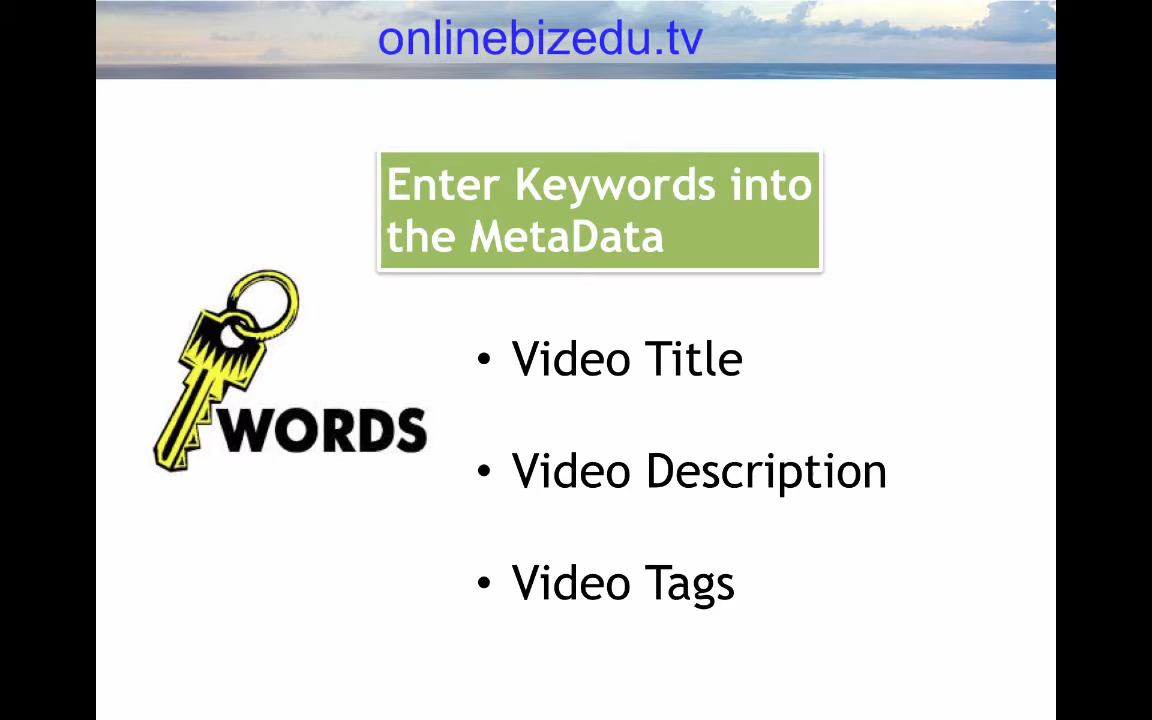 onlinebizedu.tv
Enter Keywords into
the MetaData
WORDS
• Video Title
• Video Description
• Video Tags